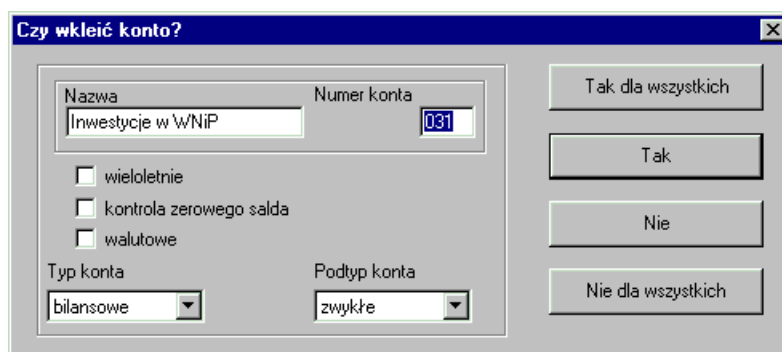 Czy wkleić konto?
Nazwa
Numer konta
Inwestycje w WNiP
031
wieloletnie
kontrola zerowego salda
walutowe
Typ konta
Podtyp konta
bilansowe
zwykłe
Tak dla wszystkich
Tak
Nie
Nie dla wszystkich